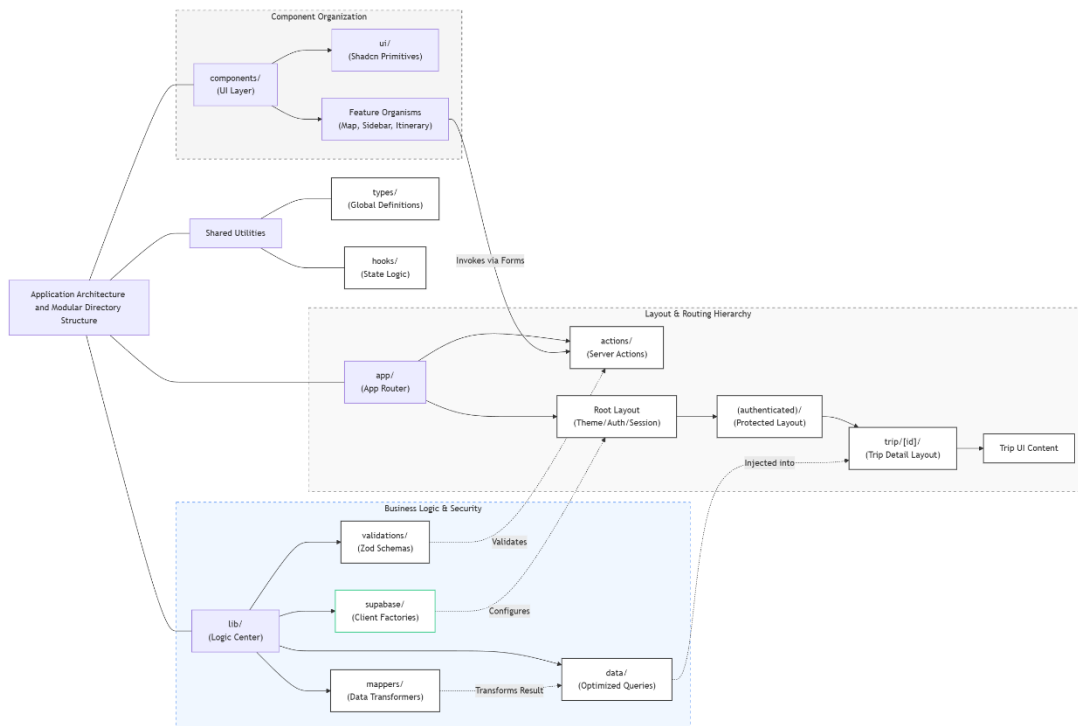 Component Organization
ui/
(Shadcn Primitives)
components/
(UI Layer)
Feature Organisms
(Map, Sidebar, Itinerary)
types/
(Global Definitions)
Shared Utilities
hooks/
(State Logic)
Invokes via Forms
Application Architecture
and Modular Directory
Structure
Layout & Routing Hierarchy
actions/
(Server Actions)
app/
(App Router)
Root Layout
(Theme/Auth/Session)
(authenticated)/
(Protected Layout)
trip/[id]/
(Trip Detail Layout)
Trip UI Content
Injected into
Business Logic & Security
validations/
(Zod Schemas)
Validates
supabase/
(Client Factories)
Configures
lib/
(Logic Center)
mappers/
(Data Transformers)
Transforms Result
data/
(Optimized Queries)